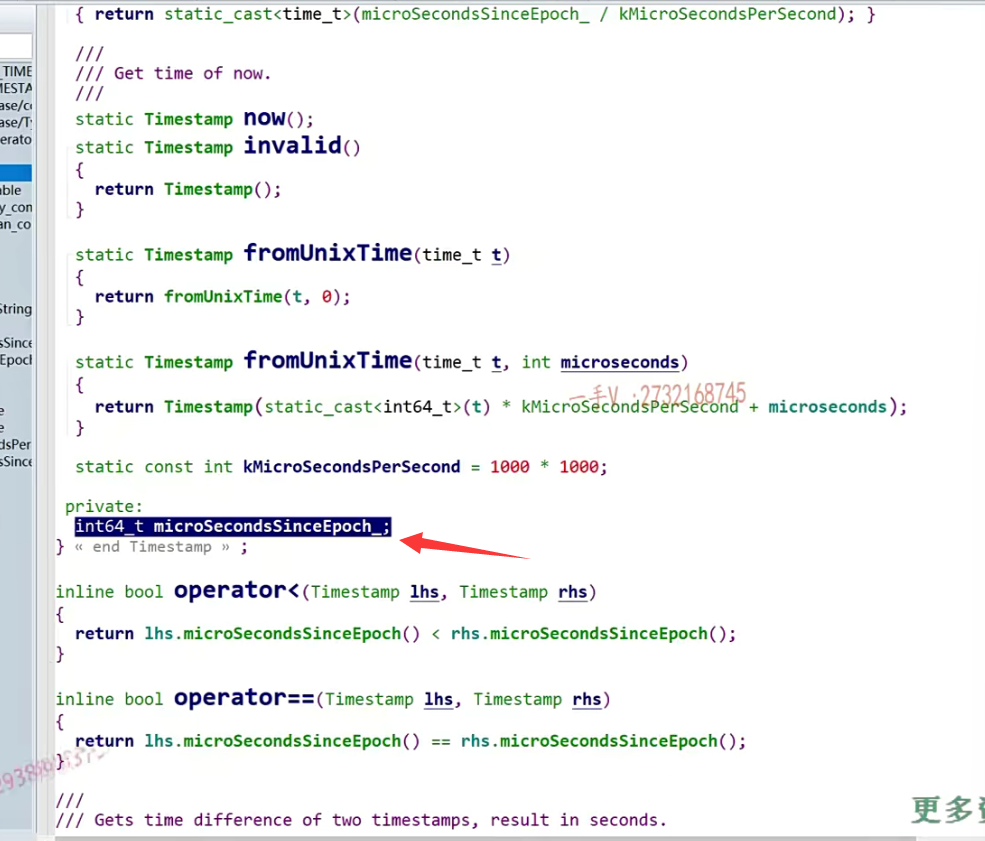 { return static_cast<time_t>(microSecondsSinceEpoch_ / kMicroSecondsPerSecond); }
///
/// Get time of now.
///
static Timestamp now();
static Timestamp invalid()
{
return Timestamp();
}
static Timestamp fromUnixTime(time_t t)
{
return fromUnixTime(t, 0);
}
static Timestamp fromUnixTime(time_t t, int microseconds)
{
一手V :2732168745
return Timestamp(static_cast<int64_t>(t) * kMicroSecondsPerSecond + microseconds);
}
static const int kMicroSecondsPerSecond = 1000 * 1000;
private:
int64_t microSecondsSinceEpoch_;
} « end Timestamp » ;
inline bool operator<(Timestamp lhs, Timestamp rhs)
{
return lhs.microSecondsSinceEpoch() < rhs.microSecondsSinceEpoch();
}
inline bool operator==(Timestamp lhs, Timestamp rhs)
{
return lhs.microSecondsSinceEpoch() == rhs.microSecondsSinceEpoch();
}
///
/// Gets time difference of two timestamps, result in seconds.
更多
_TIME
MESTA
ase/c
ase/T
erato
able
y_con
an_co
String
sSince
Epoch
e
e
dsPer
sSince